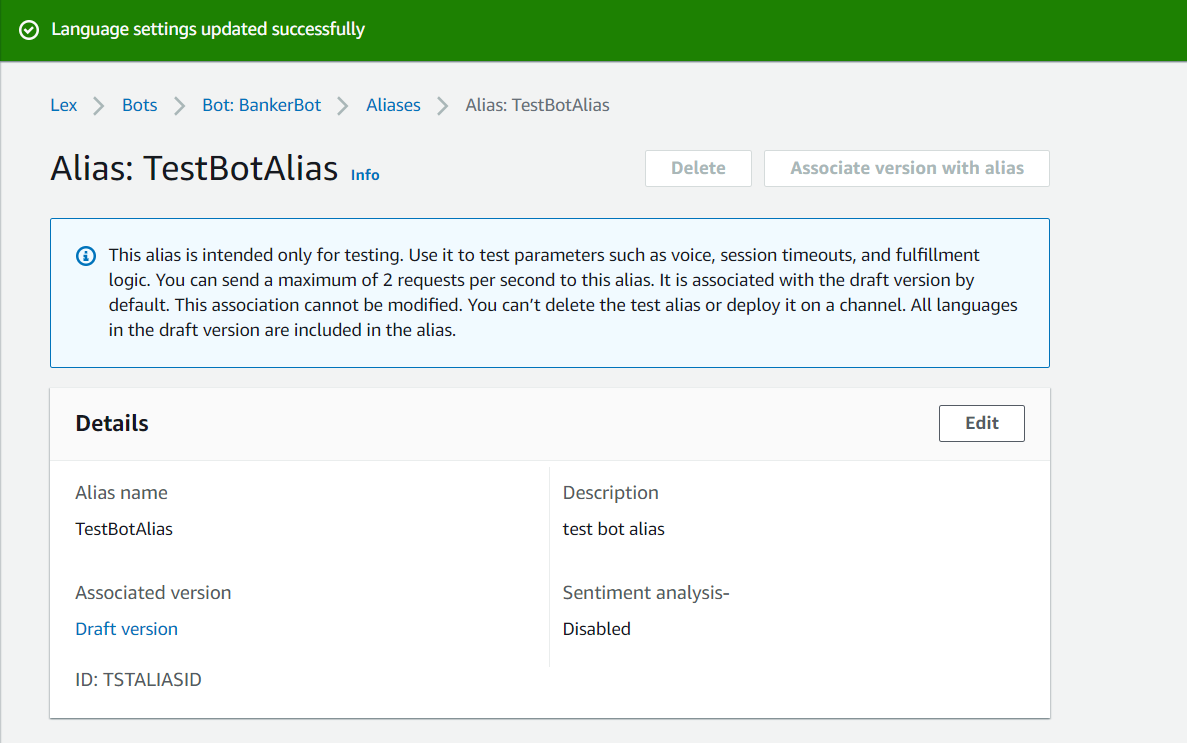 Language settings updated successfully
Lex Bots Bot: BankerBot Aliases Alias: TestBotAlias
Alias: TestBotAlias Info Delete Associate version with alias
This alias is intended only for testing. Use it to test parameters such as voice, session timeouts, and fulfillment
logic. You can send a maximum of 2 requests per second to this alias. It is associated with the draft version by
default. This association cannot be modified. You can’t delete the test alias or deploy it on a channel. All languages
in the draft version are included in the alias.
Details Edit
Alias name
TestBotAlias
Description
test bot alias
Associated version
Draft version
Sentiment analysis-
Disabled
ID: TSTALIASID